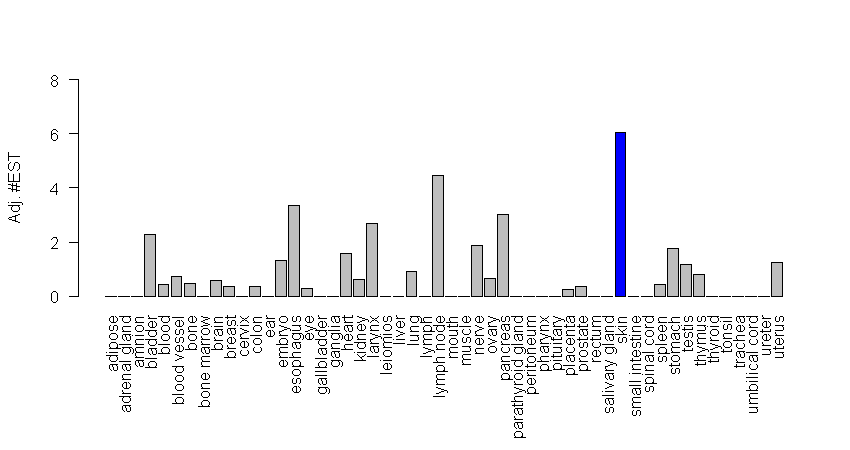 Adj. #EST
8
6
4
2
0
adipose
adrenal gland
amnion
bladder
blood
blood vessel
bone
bone marrow
brain
breast
cervix
colon
ear
embryo
esophagus
eye
gallbladder
ganglia
heart
kidney
larynx
leiomios
liver
lung
lymph
lymph node
mouth
muscle
nerve
ovary
pancreas
parathyroid gland
peritoneum
pharynx
pituitary
placenta
prostate
rectum
salivary gland
skin
small intestine
spinal cord
spleen
stomach
testis
thymus
thyroid
tonsil
trachea
umbilical cord
ureter
uterus